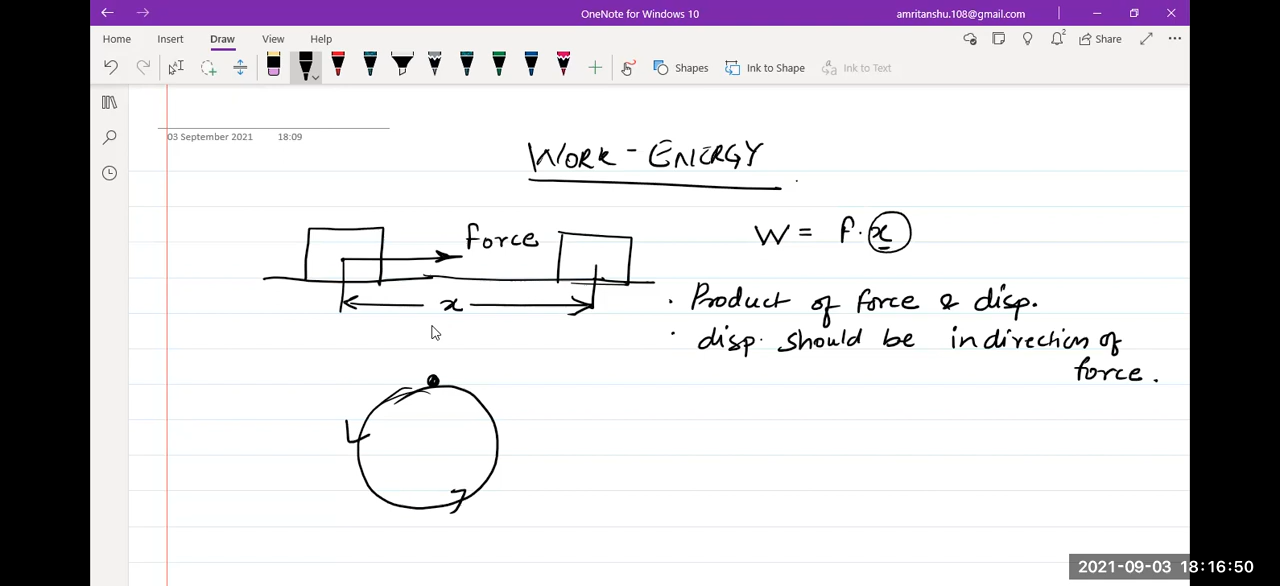 OneNote for Windows 10
amritanshu.108@gmail.com
Home Insert Draw View Help
2 Share
Shapes Ink to Shape Ink to Text
03 September 2021 18:09
WORK - ENERGY
force
W = f.x
x
. Product of force & disp.
. disp. should be in direction of
force.
2021-09-03 18:16:50